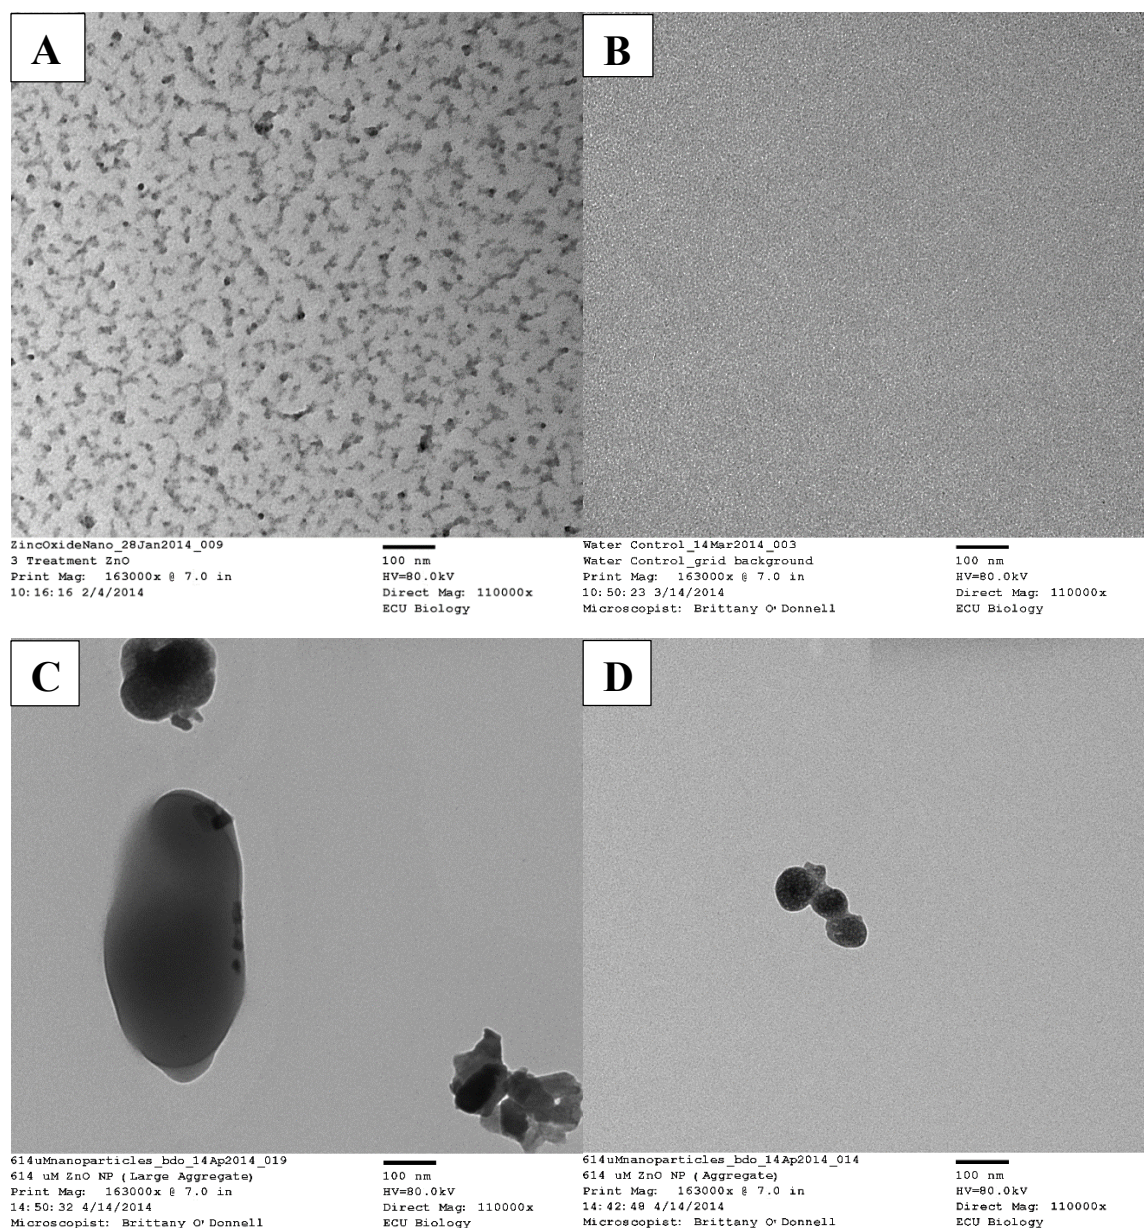 A
B
ZincOxideNano_28Jan2014_009
3 Treatment ZnO
Print Mag: 163000x @ 7.0 in
10:16:16 2/4/2014
100 nm
HV=80.0kV
Direct Mag: 110000x
ECU Biology
Water Control_14Mar2014_003
Water Control_grid background
Print Mag: 163000x @ 7.0 in
10:50:23 3/14/2014
Microscopist: Brittany O'Donnell
100 nm
HV=80.0kV
Direct Mag: 110000x
ECU Biology
C
D
614uMnanoparticles_bdo_14Ap2014_019
614 uM ZnO NP (Large Aggregate)
Print Mag: 163000x @ 7.0 in
14:50:32 4/14/2014
Microscopist: Brittany O'Donnell
100 nm
HV=80.0kV
Direct Mag: 110000x
ECU Biology
614uMnanoparticles_bdo_14Ap2014_014
614 uM ZnO NP (Aggregate)
Print Mag: 163000x @ 7.0 in
14:42:48 4/14/2014
Microscopist: Brittany O'Donnell
100 nm
HV=80.0kV
Direct Mag: 110000x
ECU Biology